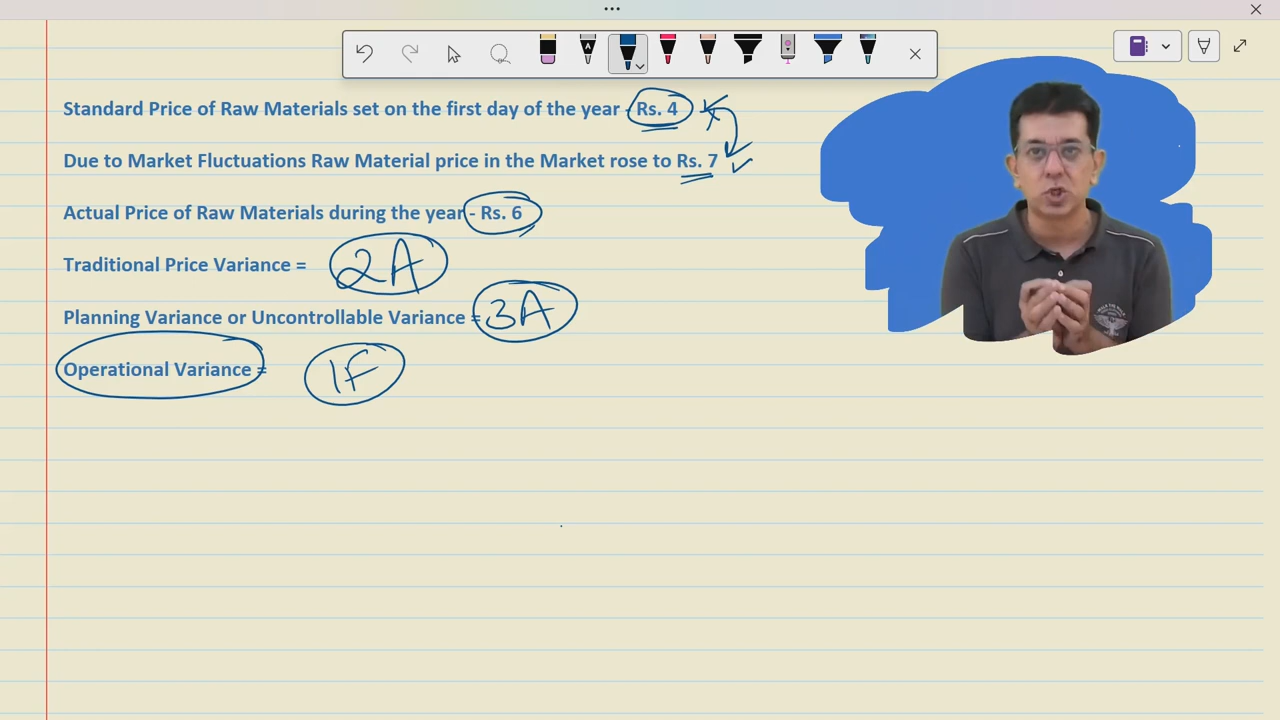 Standard Price of Raw Materials set on the first day of the year - Rs. 4
Due to Market Fluctuations Raw Material price in the Market rose to Rs. 7
Actual Price of Raw Materials during the year - Rs. 6
Traditional Price Variance = 2A
Planning Variance or Uncontrollable Variance = 3A
Operational Variance = 1F